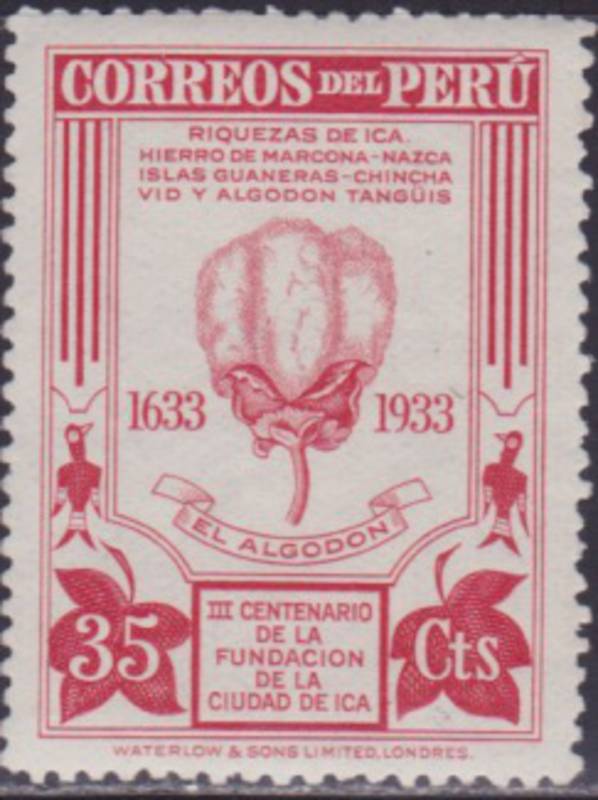 CORREOS DEL PERÚ
RIQUEZAS DE ICA.
HIERRO DE MARCONA-NAZCA
ISLAS GUANERAS-CHINCHA
VID Y ALGODON TANGÜIS
1633 1933
EL ALGODON
35 Cts
III CENTENARIO
DE LA
FUNDACION
DE LA
CIUDAD DE ICA
WATERLOW & SONS LIMITED, LONDRES.